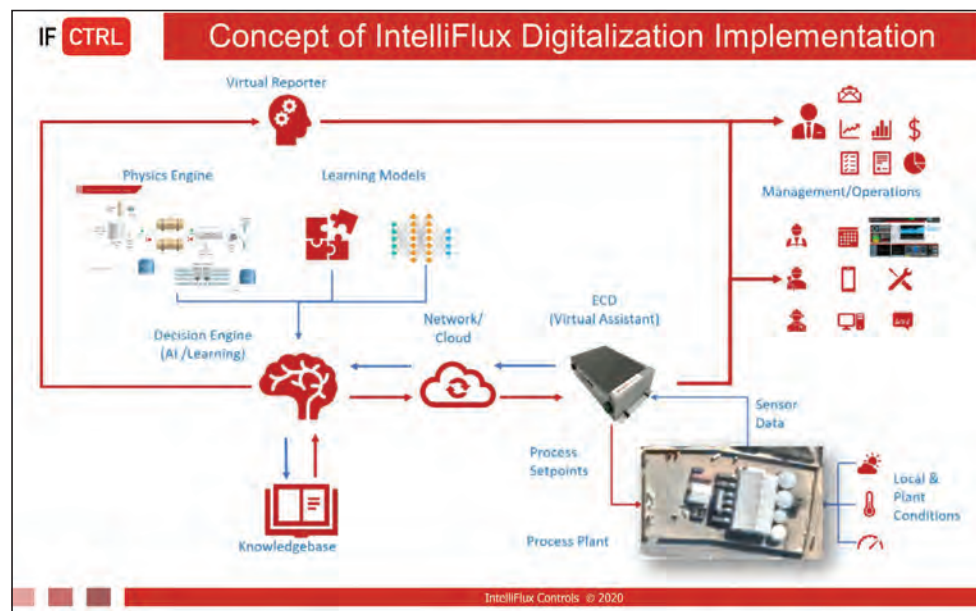 IF CTRL
Concept of IntelliFlux Digitalization Implementation
Virtual Reporter
Physics Engine
Learning Models
Management/Operations
Decision Engine
(AI /Learning)
Network/
Cloud
ECD
(Virtual Assistant)
Sensor
Data
Process
Setpoints
Local &
Plant
Conditions
Process Plant
Knowledgebase
IntelliFlux Controls © 2020